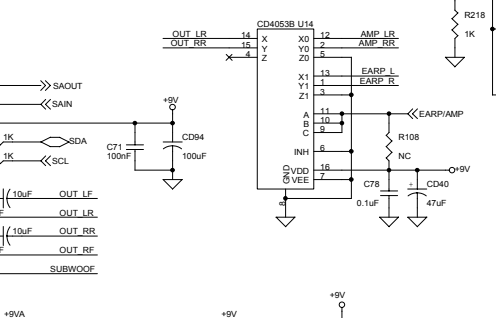 R218
1K
CD4053B U14
OUT_LR 14 X X0 12 AMP_LR
OUT_RR 15 Y Y0 2 AMP_RR
4 Z Z0 5
X1 13 EARP_L
Y1 1 EARP_R
Z1 3
SAOUT
SAIN
+9V
A 11 EARP/AMP
B 10
C 9
1K SDA
C71
100nF
CD94
100uF
R108
NC
1K SCL
INH 6
VDD 16 +9V
VEE 7
GND
8
C78
0.1uF
+ CD40
47uF
10uF OUT_LF
OUT_LR
10uF OUT_RR
OUT_RF
SUBWOOF
+9V
+9VA
+9V